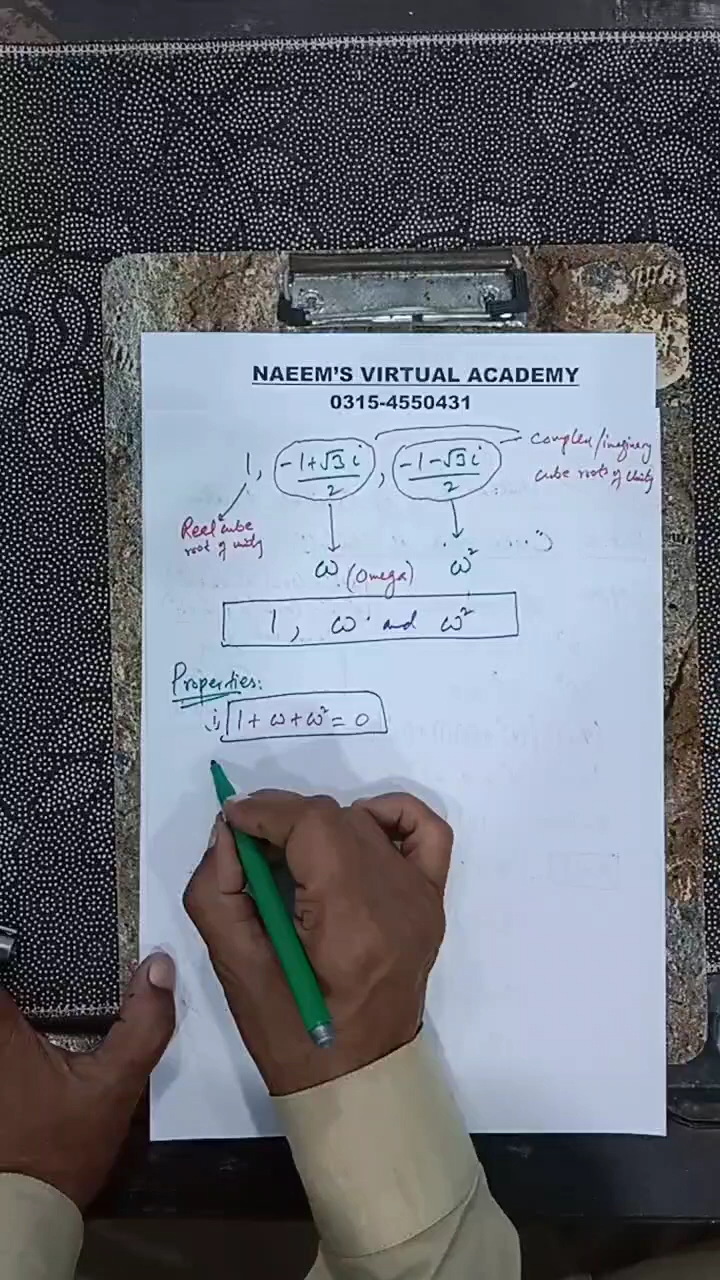 NAEEM'S VIRTUAL ACADEMY
0315-4550431
1, (-1+√3i)/2, (-1-√3i)/2
complex/imaginery
cube roots of Unity
Real cube
root of unity
ω (Omega) ω²
1, ω and ω²
Properties:
i, 1 + ω + ω² = 0